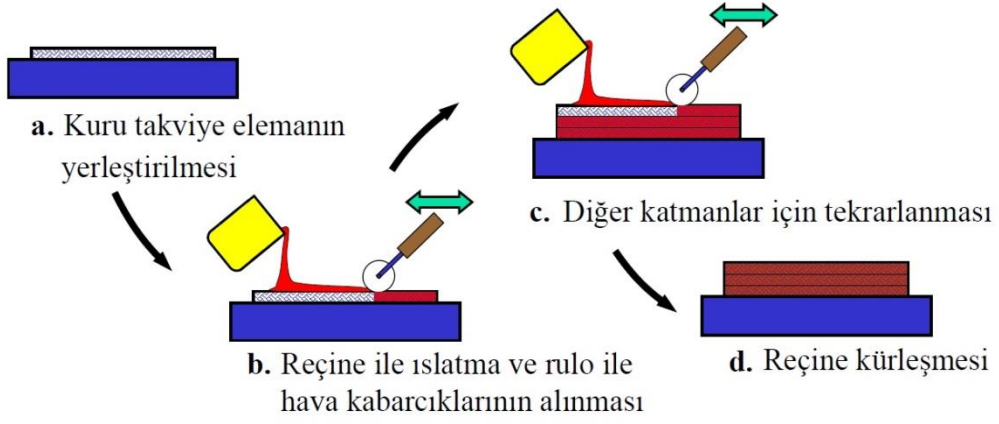 a. Kuru takviye elemanın
yerleştirilmesi
b. Reçine ile ıslatma ve rulo ile
hava kabarcıklarının alınması
c. Diğer katmanlar için tekrarlanması
d. Reçine kürleşmesi